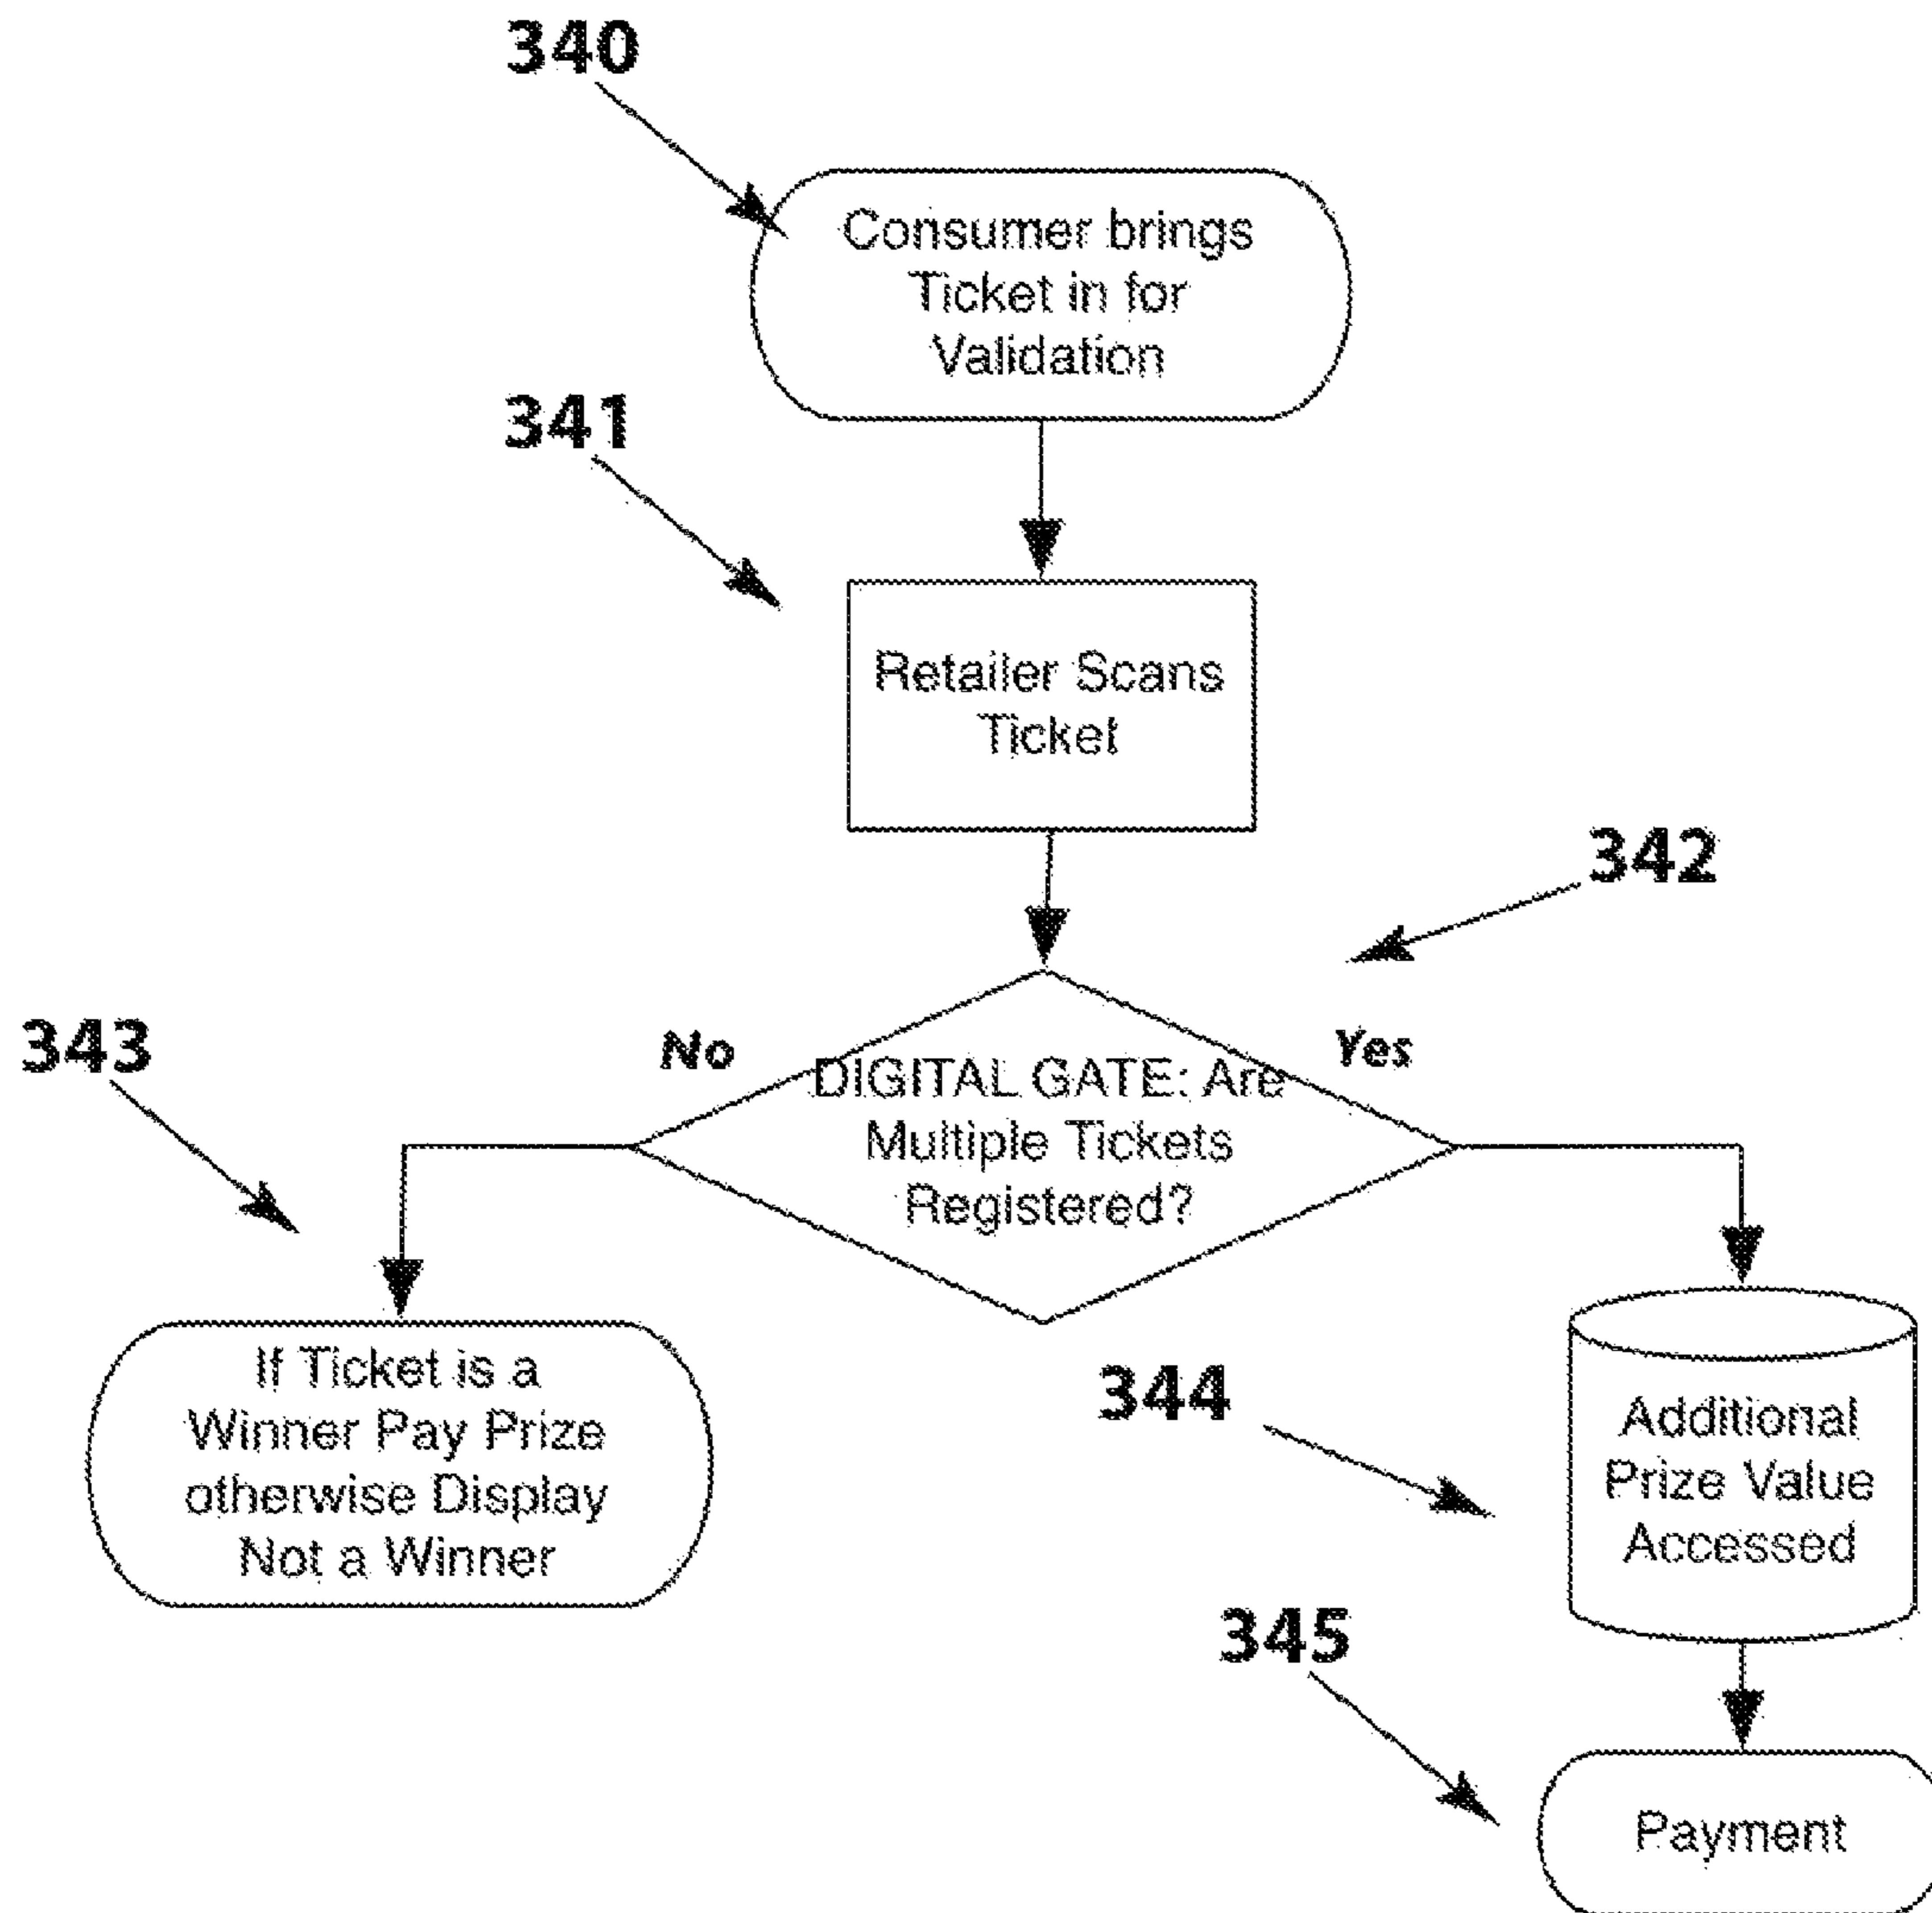 340
Consumer brings
Ticket in for
Validation
341
Retailer Scans
Ticket
342
343
No
Yes
DIGITAL GATE: Are
Multiple Tickets
Registered?
If Ticket is a
Winner Pay Prize
otherwise Display
Not a Winner
344
Additional
Prize Value
Accessed
345
Payment